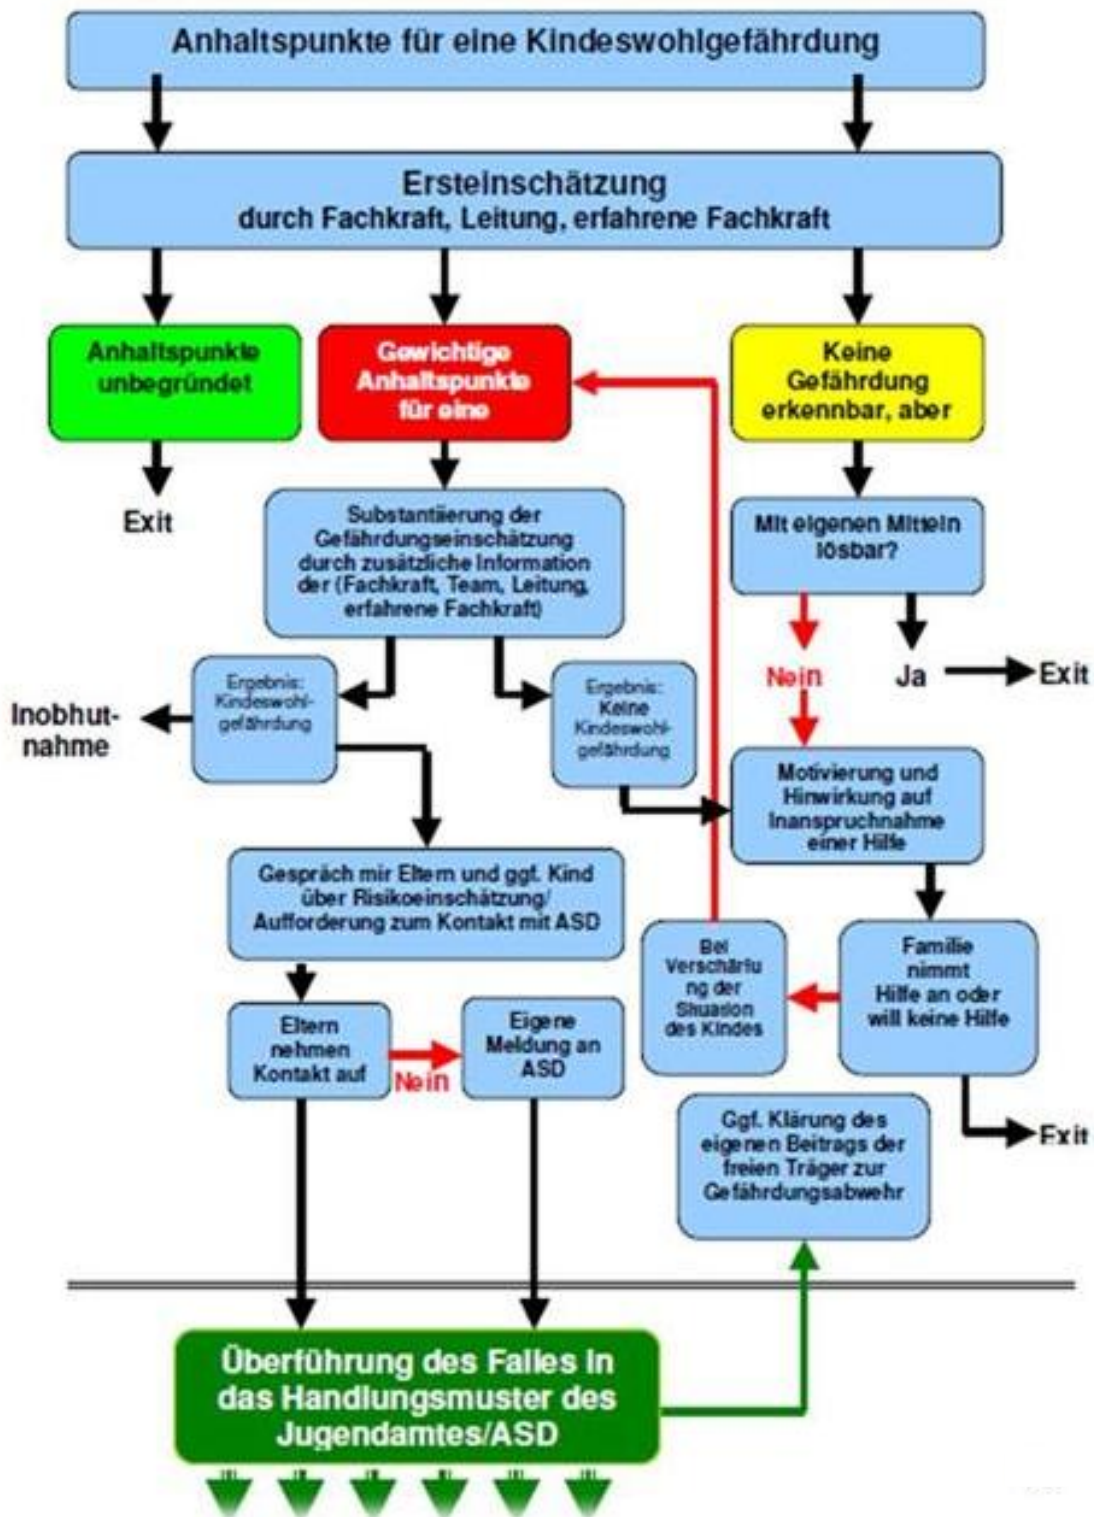 Anhaltspunkte für eine Kindeswohlgefährdung
Ersteinschätzung
durch Fachkraft, Leitung, erfahrene Fachkraft
Anhaltspunkte
unbegründet
Gewichtige
Anhaltspunkte
für eine
Keine
Gefährdung
erkennbar, aber
Exit
Substantiierung der
Gefährdungseinschätzung
durch zusätzliche Information
der (Fachkraft, Team, Leitung,
erfahrene Fachkraft)
Mit eigenen Mitteln
lösbar?
Nein
Ja
Exit
Inobhut-
nahme
Ergebnis:
Kindeswohl-
gefährdung
Ergebnis:
Keine
Kindeswohl-
gefährdung
Motivierung und
Hinwirkung auf
Inanspruchnahme
einer Hilfe
Gespräch mir Eltern und ggf. Kind
über Risikoeinschätzung/
Aufforderung zum Kontakt mit ASD
Bei
Verschärfu
ng der
Situation
des Kindes
Familie
nimmt
Hilfe an oder
will keine Hilfe
Eltern
nehmen
Kontakt auf
Nein
Eigene
Meldung an
ASD
Exit
Ggf. Klärung des
eigenen Beitrags der
freien Träger zur
Gefährdungsabwehr
Überführung des Falles in
das Handlungsmuster des
Jugendamtes/ASD